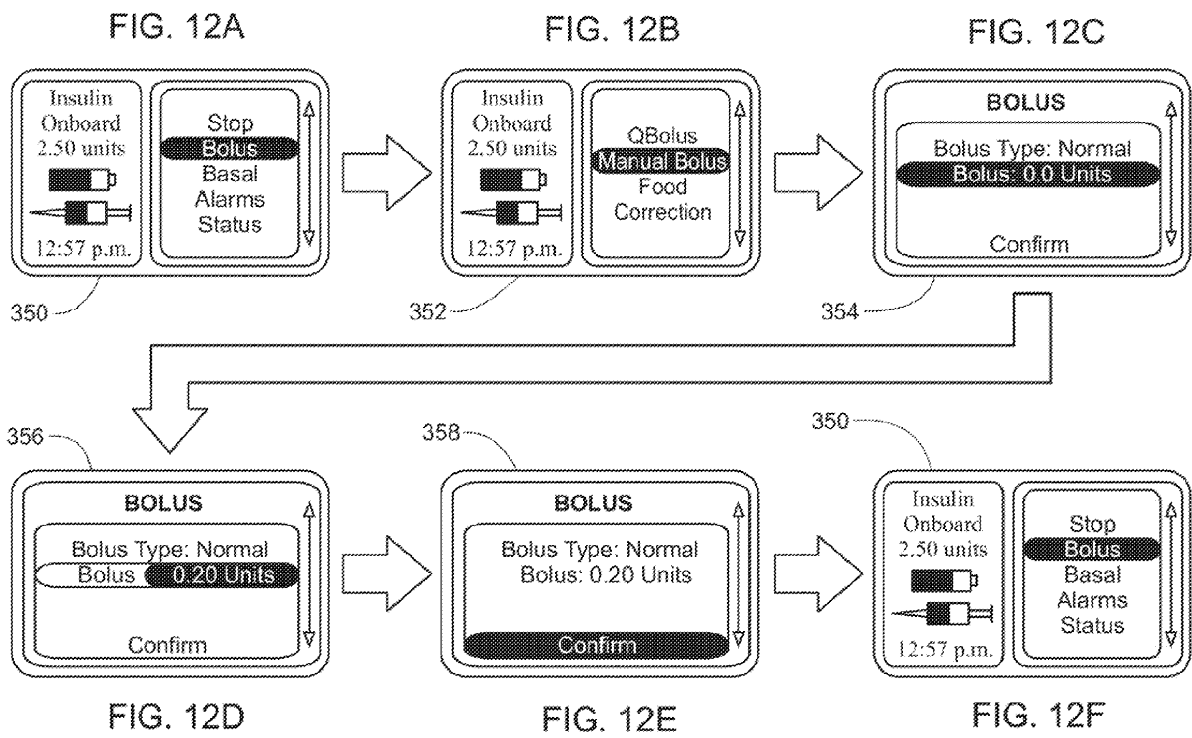 FIG. 12A
FIG. 12B
FIG. 12C
Insulin
Onboard
2.50 units
12:57 p.m.
Stop
Bolus
Basal
Alarms
Status
350
Insulin
Onboard
2.50 units
12:57 p.m.
QBolus
Manual Bolus
Food
Correction
352
BOLUS
Bolus Type: Normal
Bolus: 0.0 Units
Confirm
354
356
BOLUS
Bolus Type: Normal
Bolus 0.20 Units
Confirm
358
BOLUS
Bolus Type: Normal
Bolus: 0.20 Units
Confirm
350
Insulin
Onboard
2.50 units
12:57 p.m.
Stop
Bolus
Basal
Alarms
Status
FIG. 12D
FIG. 12E
FIG. 12F